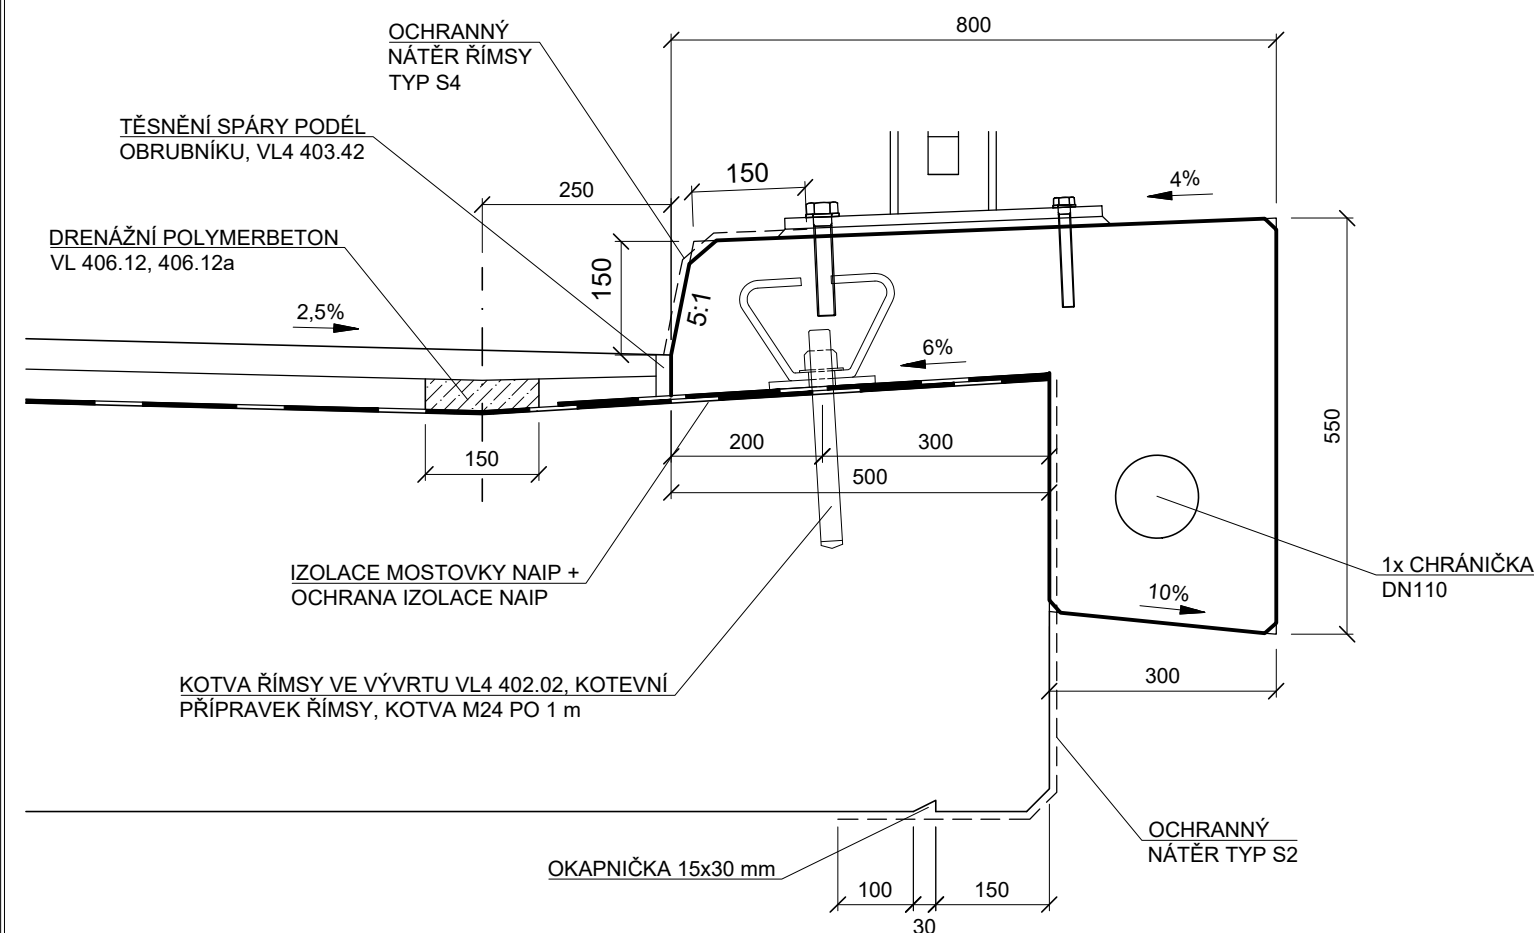 800
OCHRANNÝ
NÁTĚR ŘÍMSY
TYP S4
TĚSNĚNÍ SPÁRY PODÉL
OBRUBNÍKU, VL4 403.42
150
4%
250
DRENÁŽNÍ POLYMERBETON
VL 406.12, 406.12a
150
5:1
2,5%
6%
550
200
300
150
500
IZOLACE MOSTOVKY NAIP +
OCHRANA IZOLACE NAIP
1x CHRÁNIČKA
DN110
10%
KOTVA ŘÍMSY VE VÝVRTU VL4 402.02, KOTEVNÍ
PŘÍPRAVEK ŘÍMSY, KOTVA M24 PO 1 m
300
OCHRANNÝ
NÁTĚR TYP S2
OKAPNIČKA 15x30 mm
100
150
30